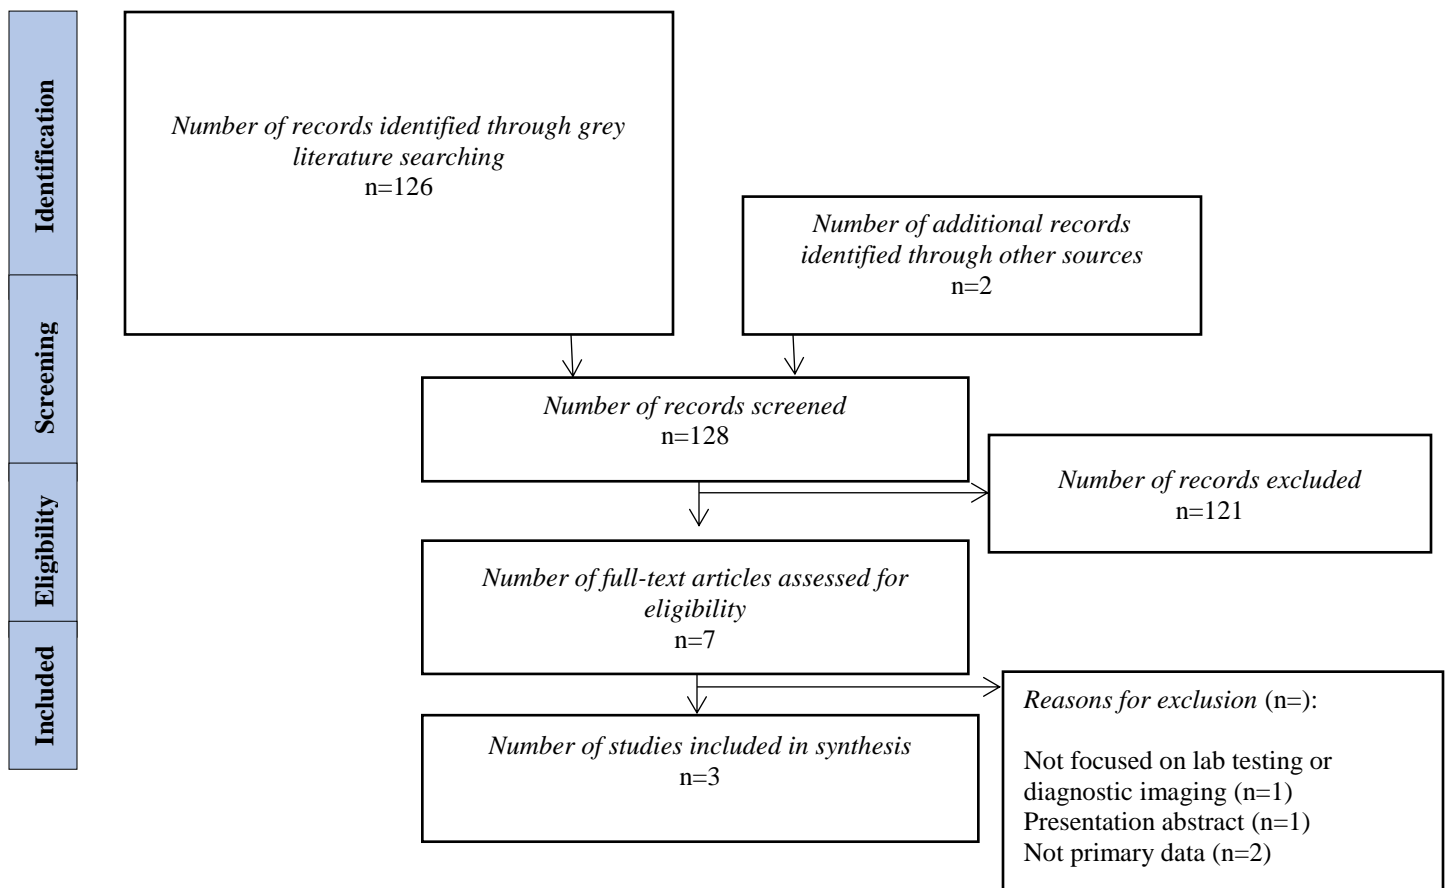 Identification
Number of records identified through grey
literature searching
n=126
Number of additional records
identified through other sources
n=2
Screening
Number of records screened
n=128
Number of records excluded
n=121
Eligibility
Number of full-text articles assessed for
eligibility
n=7
Included
Number of studies included in synthesis
n=3
Reasons for exclusion (n=):
Not focused on lab testing or
diagnostic imaging (n=1)
Presentation abstract (n=1)
Not primary data (n=2)